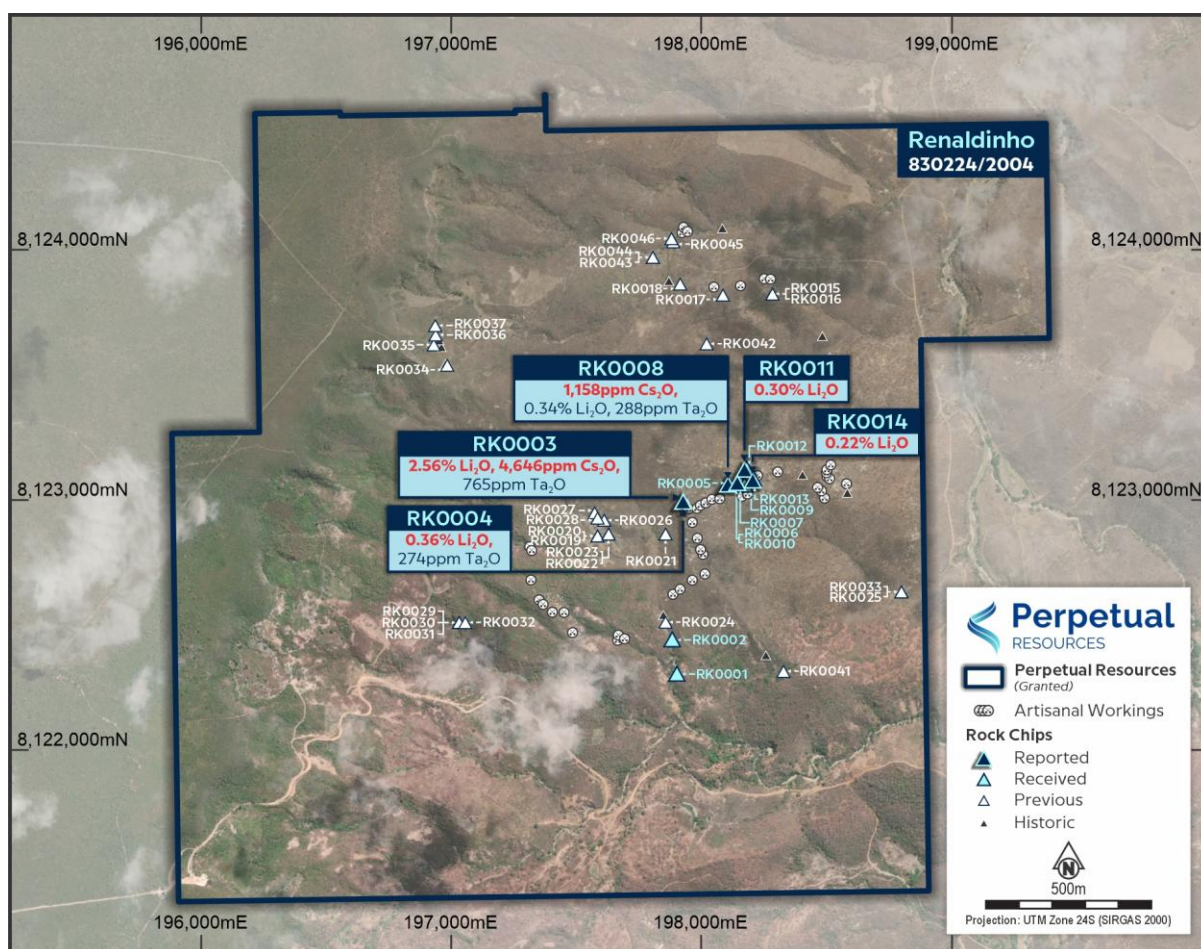 196,000mE
197,000mE
198,000mE
199,000mE
Renaldinho
830224/2004
8,124,000mN
8,124,000mN
RK0046
RK0045
RK0044
RK0043
RK0018
RK0017
RK0015
RK0016
RK0037
RK0036
RK0035
RK0034
RK0042
RK0008
1,158ppm Cs₂O,
0.34% Li₂O, 288ppm Ta₂O
RK0011
0.30% Li₂O
RK0014
0.22% Li₂O
RK0012
RK0003
2.56% Li₂O, 4,646ppm Cs₂O,
765ppm Ta₂O
RK0005
8,123,000mN
8,123,000mN
RK0013
RK0009
RK0007
RK0006
RK0010
RK0004
0.36% Li₂O,
274ppm Ta₂O
RK0027
RK0028
RK0026
RK0020
RK0019
RK0023
RK0022
RK0021
RK0033
RK0025
RK0029
RK0030
RK0031
RK0032
RK0024
RK0002
RK0001
RK0041
8,122,000mN
Perpetual
RESOURCES
Perpetual Resources
(Granted)
Artisanal Workings
Rock Chips
Reported
Received
Previous
Historic
N
500m
Projection: UTM Zone 24S (SIRGAS 2000)
196,000mE
197,000mE
198,000mE